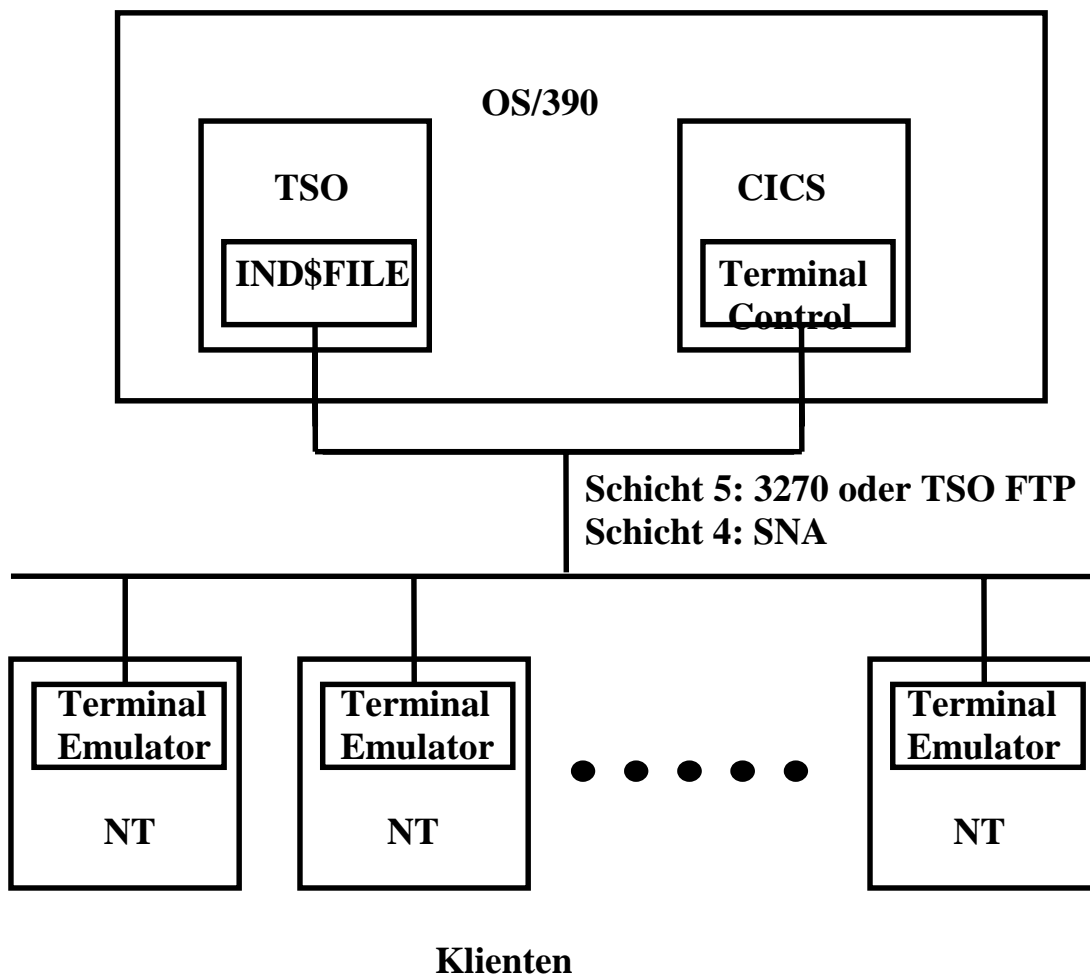 OS/390
TSO
CICS
IND$FILE
Terminal
Control
Schicht 5: 3270 oder TSO FTP
Schicht 4: SNA
Terminal
Emulator
NT
Terminal
Emulator
NT
Terminal
Emulator
NT
Klienten